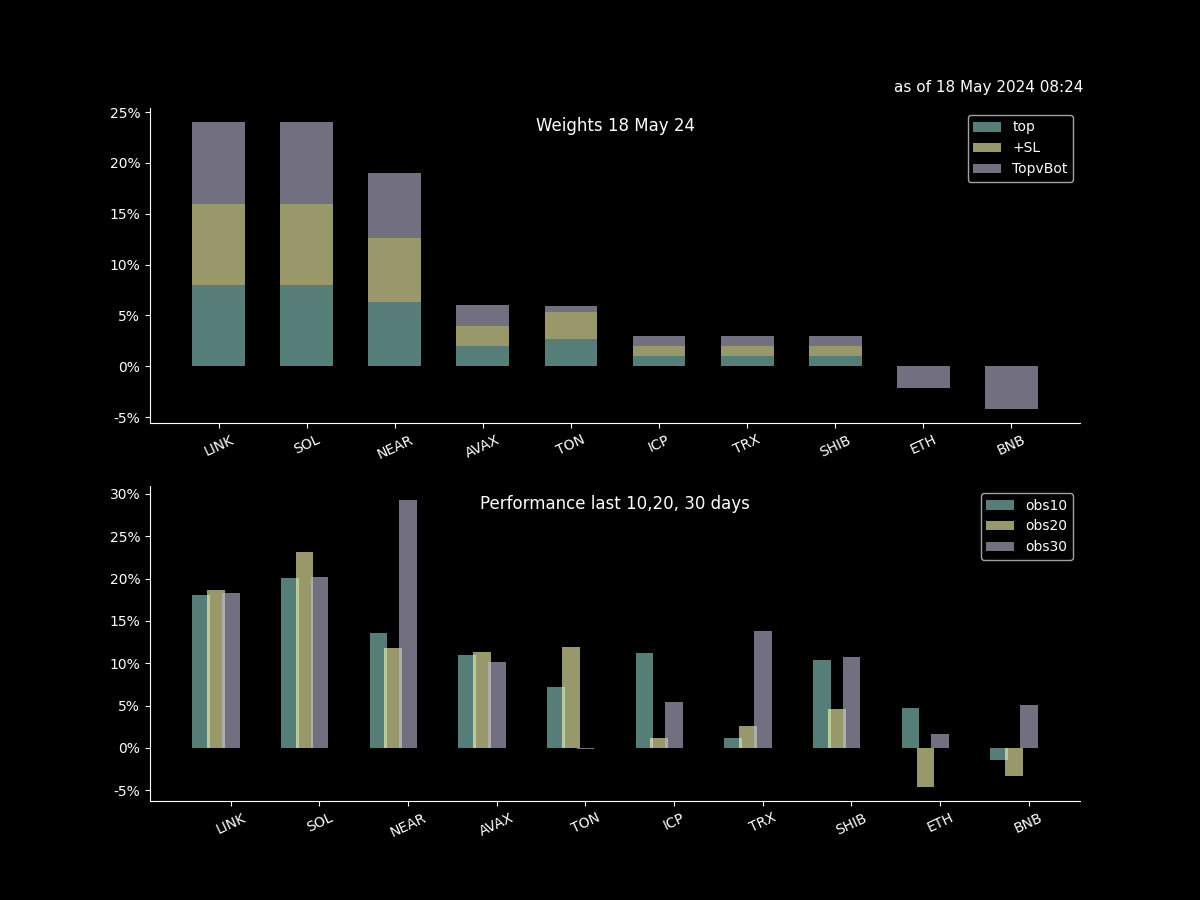 as of 18 May 2024 08:24
Weights 18 May 24
top
+SL
TopvBot
25%
20%
15%
10%
5%
0%
-5%
LINK SOL NEAR AVAX TON ICP TRX SHIB ETH BNB
Performance last 10,20, 30 days
obs10
obs20
obs30
30%
25%
20%
15%
10%
5%
0%
-5%
LINK SOL NEAR AVAX TON ICP TRX SHIB ETH BNB